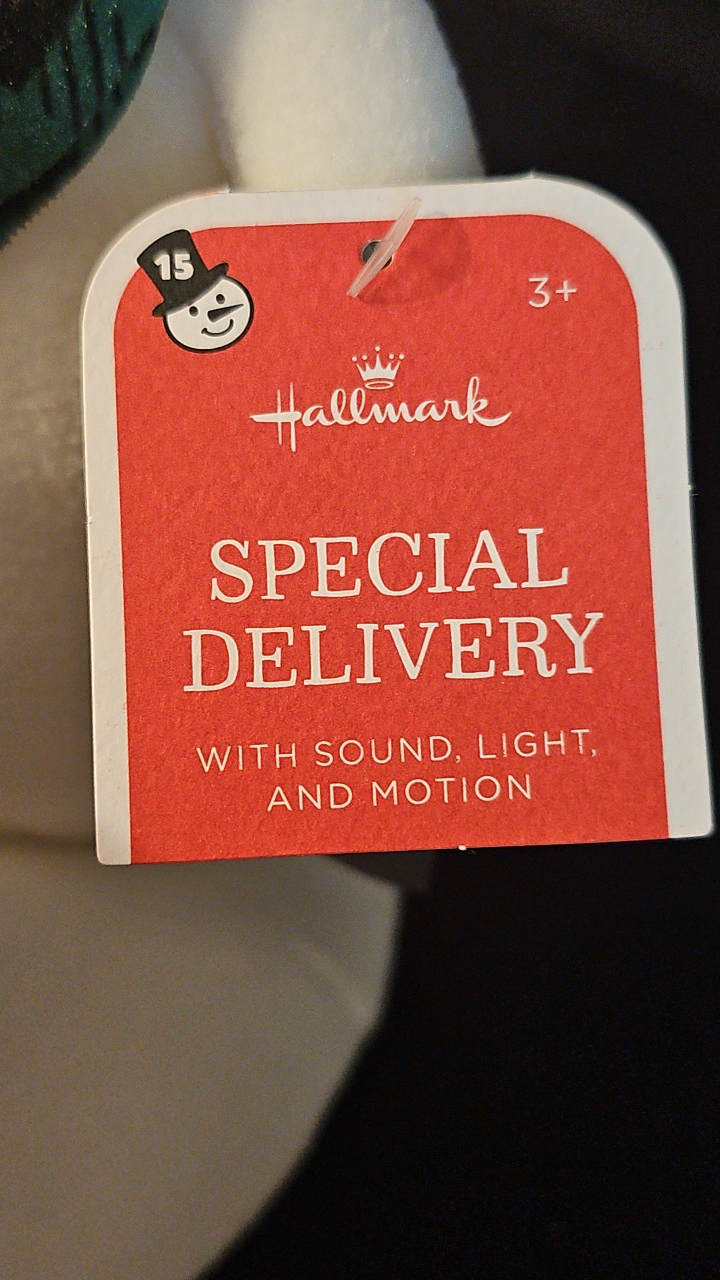 15
3+
Hallmark
SPECIAL
DELIVERY
WITH SOUND, LIGHT,
AND MOTION